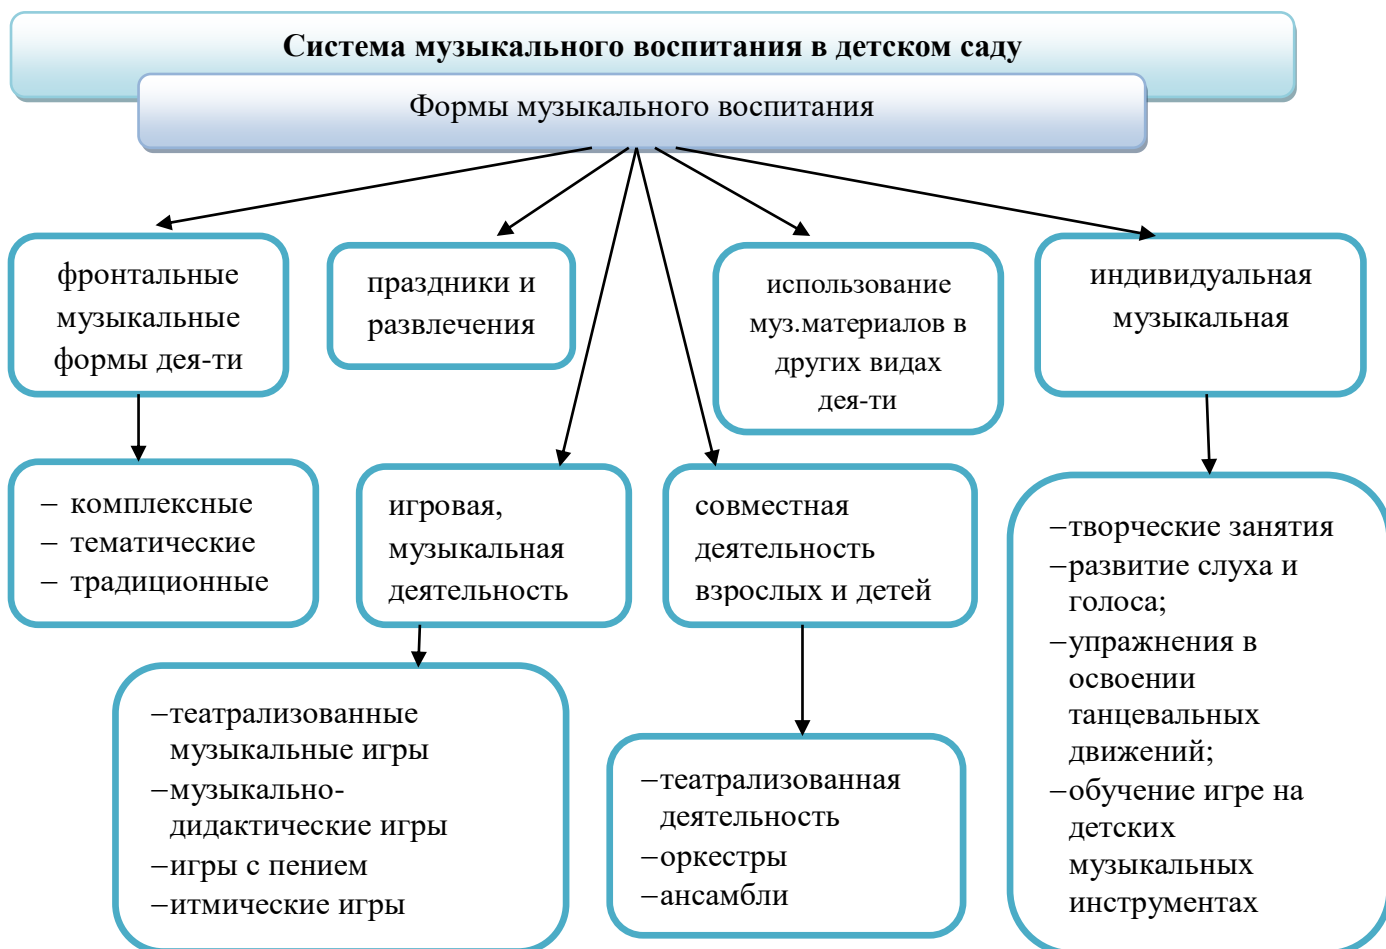 Система музыкального воспитания в детском саду
Формы музыкального воспитания
фронтальные
музыкальные
формы дея-ти
праздники и
развлечения
использование
муз.материалов в
других видах
дея-ти
индивидуальная
музыкальная
– комплексные
– тематические
– традиционные
игровая,
музыкальная
деятельность
совместная
деятельность
взрослых и детей
–творческие занятия
–развитие слуха и
голоса;
–упражнения в
освоении
танцевальных
движений;
–обучение игре на
детских
музыкальных
инструментах
–театрализованные
музыкальные игры
–музыкально-
дидактические игры
–игры с пением
–итмические игры
–театрализованная
деятельность
–оркестры
–ансамбли